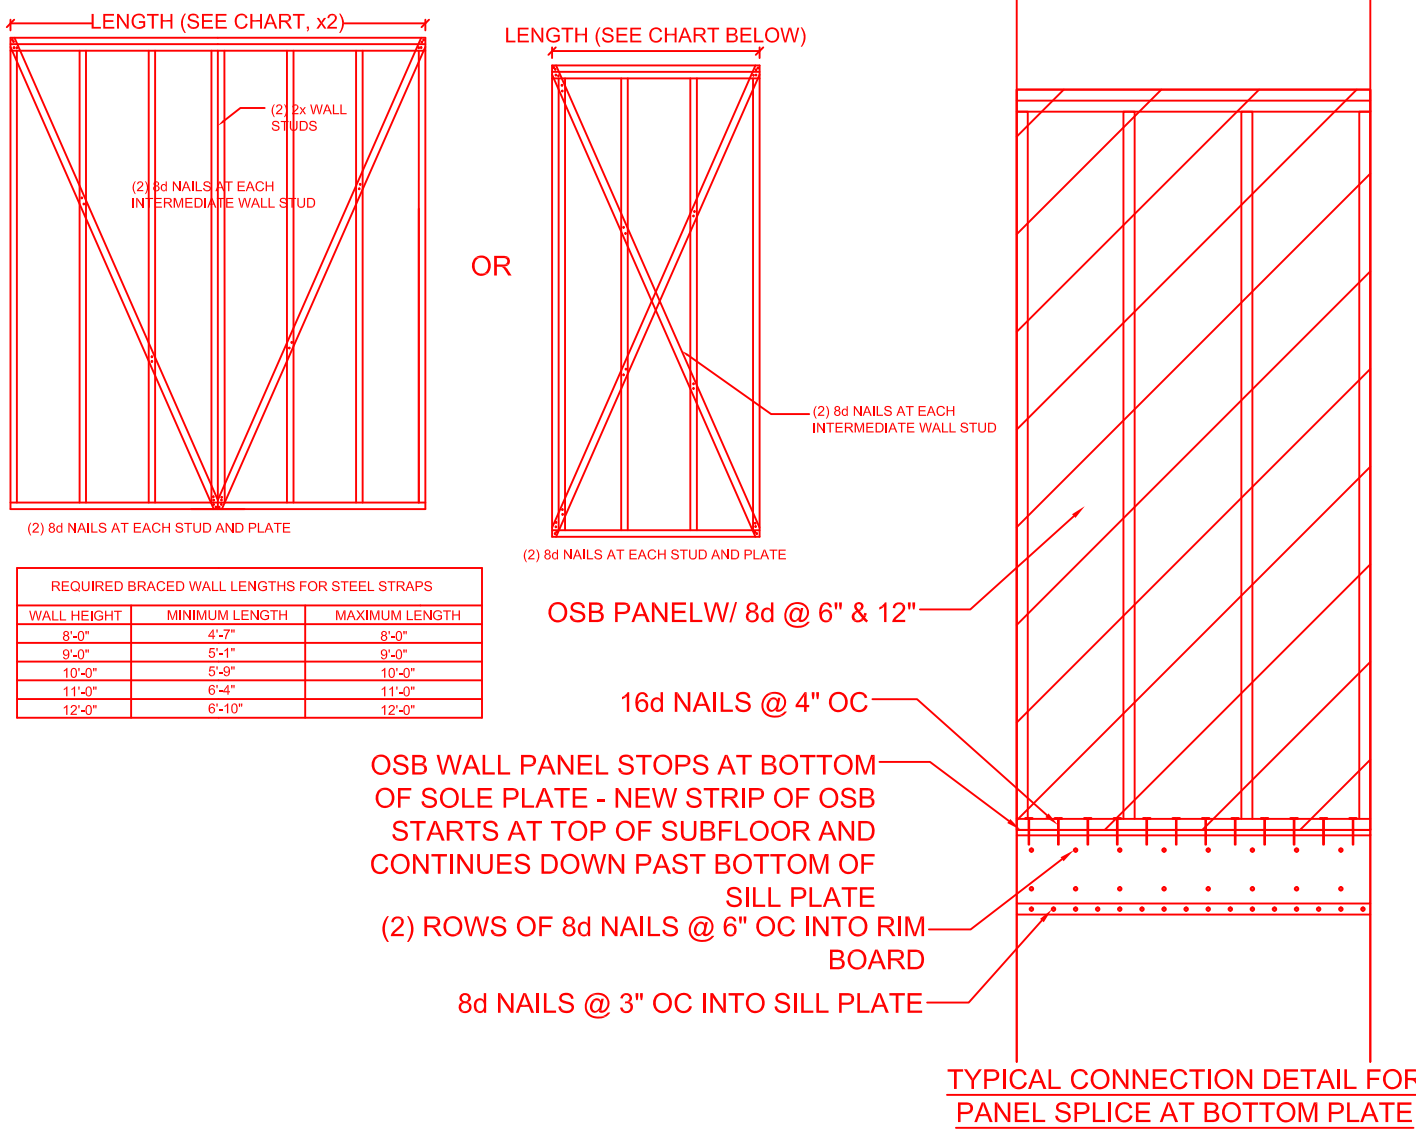 LENGTH (SEE CHART, x2)
(2) 2x WALL
STUDS
(2) 8d NAILS AT EACH
INTERMEDIATE WALL STUD
(2) 8d NAILS AT EACH STUD AND PLATE
OR
LENGTH (SEE CHART BELOW)
(2) 8d NAILS AT EACH
INTERMEDIATE WALL STUD
(2) 8d NAILS AT EACH STUD AND PLATE
REQUIRED BRACED WALL LENGTHS FOR STEEL STRAPS
WALL HEIGHT MINIMUM LENGTH MAXIMUM LENGTH
8'-0" 4'-7" 8'-0"
9'-0" 5'-1" 9'-0"
10'-0" 5'-9" 10'-0"
11'-0" 6'-4" 11'-0"
12'-0" 6'-10" 12'-0"
OSB PANELW/ 8d @ 6" & 12"
16d NAILS @ 4" OC
OSB WALL PANEL STOPS AT BOTTOM
OF SOLE PLATE - NEW STRIP OF OSB
STARTS AT TOP OF SUBFLOOR AND
CONTINUES DOWN PAST BOTTOM OF
SILL PLATE
(2) ROWS OF 8d NAILS @ 6" OC INTO RIM
BOARD
8d NAILS @ 3" OC INTO SILL PLATE
TYPICAL CONNECTION DETAIL FOR
PANEL SPLICE AT BOTTOM PLATE